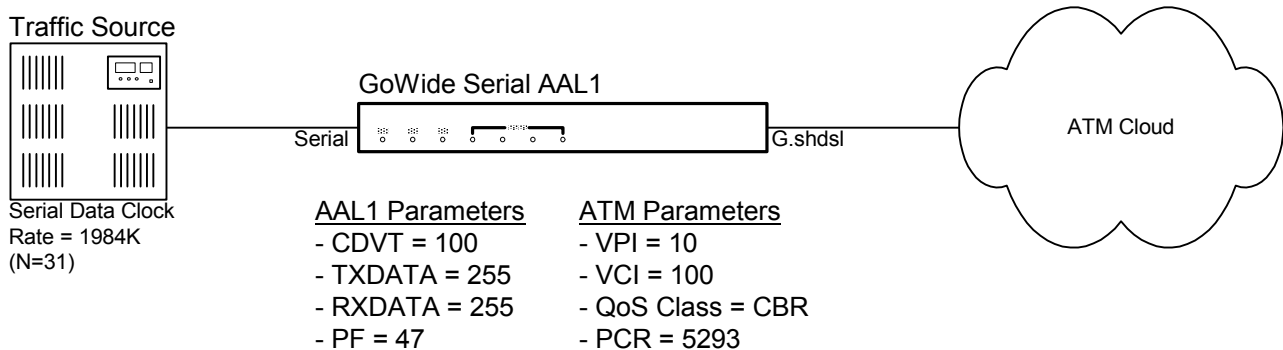 Traffic Source
GoWide Serial AAL1
Serial
G.shdsl
ATM Cloud
Serial Data Clock
Rate = 1984K
(N=31)
AAL1 Parameters
- CDVT = 100
- TXDATA = 255
- RXDATA = 255
- PF = 47
ATM Parameters
- VPI = 10
- VCI = 100
- QoS Class = CBR
- PCR = 5293